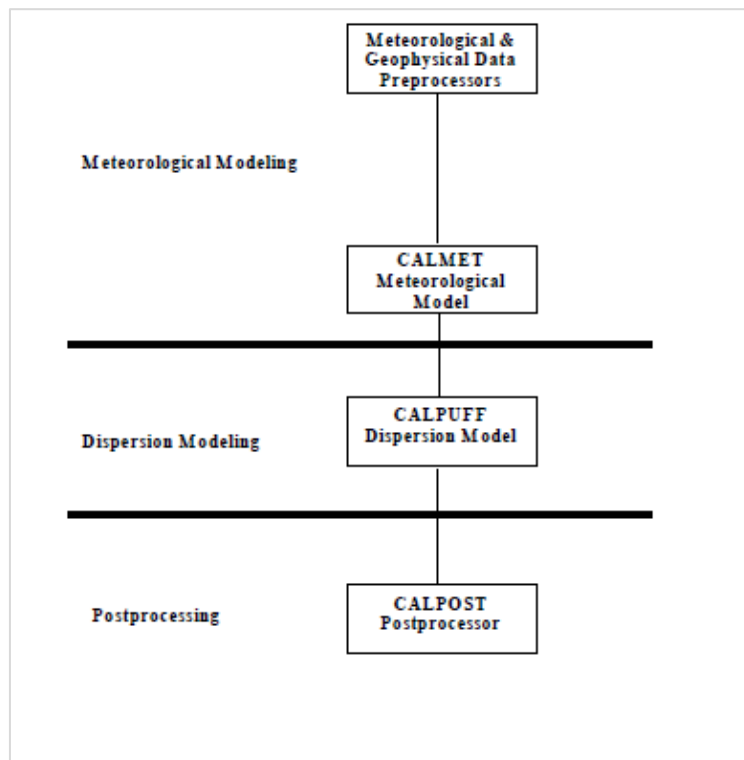 Meteorological &
Geophysical Data
Preprocessors
Meteorological Modeling
CALMET
Meteorological
Model
CALPUFF
Dispersion Model
Dispersion Modeling
CALPOST
Postprocessor
Postprocessing